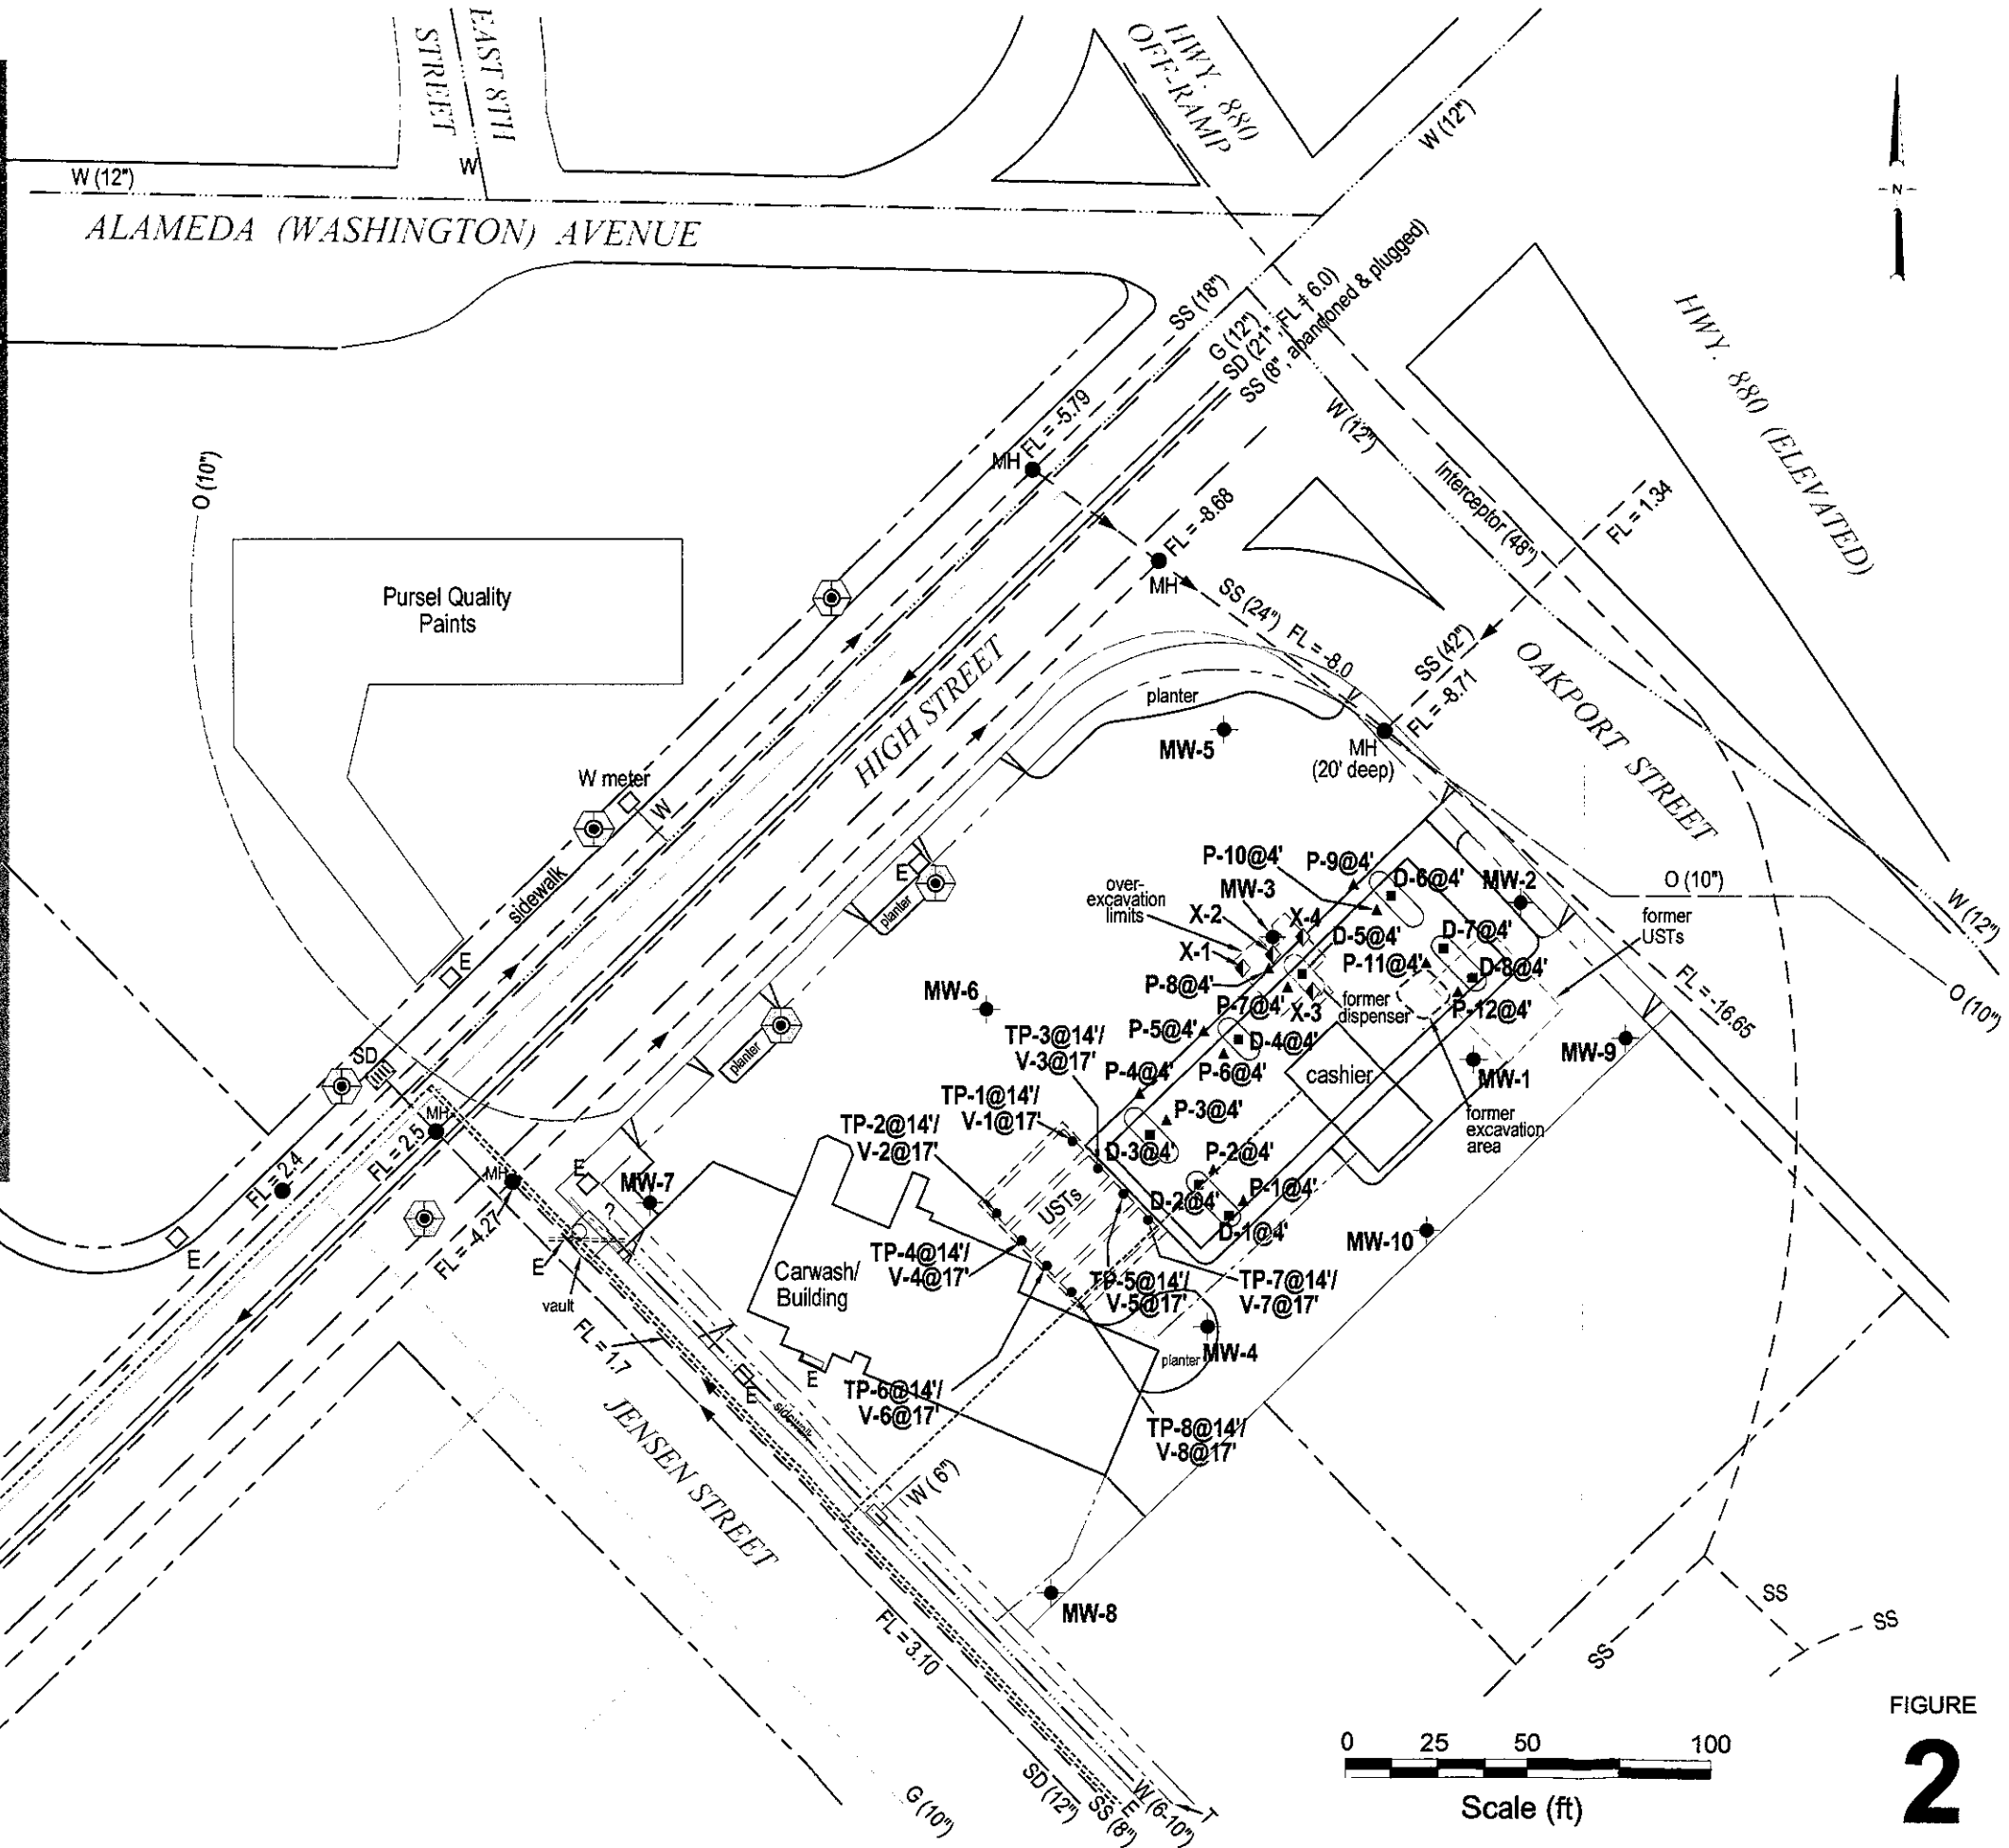 EAST 8TH
STREET
HWY. 880
OFF-RAMP
W (12")
W
W (12")
N
ALAMEDA (WASHINGTON) AVENUE
SS (18")
G (12")
SD (21", FL = 6.0)
SS (8", abandoned & plugged)
HWY. 880 (ELEVATED)
W (12")
FL = -5.79
MH
O (10")
Interceptor (48")
FL = 1.34
FL = -8.68
MH
Pursel Quality
Paints
SS (24")
FL = -8.0
SS (42")
FL = -8.71
OAKPORT STREET
HIGH STREET
planter
MW-5
MH
(20' deep)
W meter
W
sidewalk
E
E
planter
P-10@4'
P-9@4'
over-
excavation
limits
MW-3
D-6@4'
MW-2
O (10")
W (12")
X-2
X-4
former
USTs
X-1
D-5@4'
D-7@4'
P-11@4'
D-8@4'
P-8@4'
MW-6
P-7@4'
X-3
former
dispenser
P-12@4'
FL = -16.65
O (10")
TP-3@14'/
V-3@17'
P-5@4'
D-4@4'
MW-9
SD
planter
P-4@4'
P-6@4'
cashier
MW-1
TP-1@14'/
V-1@17'
P-3@4'
former
excavation
area
TP-2@14'/
V-2@17'
MH
FL = 2.5
FL = 2.4
D-3@4'
P-2@4'
MH
E
MW-7
?
USTs
D-2@4'
P-1@4'
D-1@4'
MW-10
FL = -4.27
E
E
vault
TP-4@14'/
V-4@17'
Carwash/
Building
TP-5@14'/
V-5@17'
TP-7@14'/
V-7@17'
FL = 1.7
planter
MW-4
E
E
sidewalk
TP-6@14'/
V-6@17'
JENSEN STREET
TP-8@14'/
V-8@17'
W (6")
MW-8
FL = 3.10
SS
SS
SS
FIGURE
2
0 25 50 100
Scale (ft)
G (10")
SD (12")
SS (8")
E
W (6-10")
T